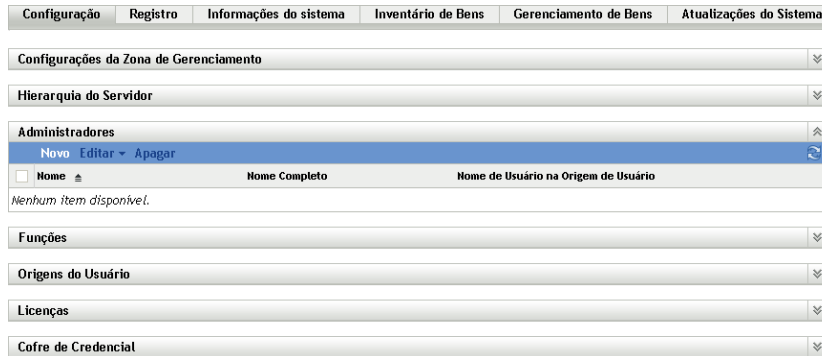 Configuração Registro Informações do sistema Inventário de Bens Gerenciamento de Bens Atualizações do Sistema
Configurações da Zona de Gerenciamento
Hierarquia do Servidor
Administradores
Novo Editar Apagar
Nome Nome Completo Nome de Usuário na Origem de Usuário
Nenhum item disponível.
Funções
Origens do Usuário
Licenças
Cofre de Credencial